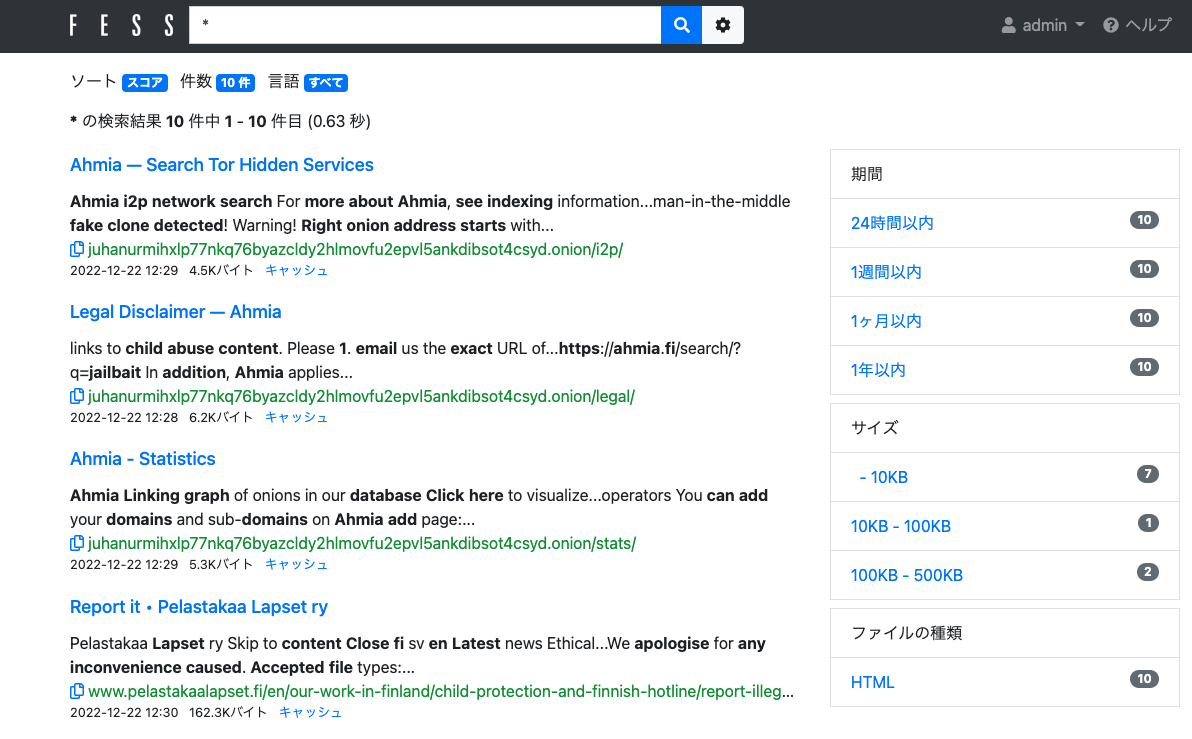 FESS * admin ヘルプ
ソート スコア 件数 10 件 言語 すべて
* の検索結果 10 件中 1 - 10 件目 (0.63 秒)
Ahmia — Search Tor Hidden Services
Ahmia i2p network search For more about Ahmia, see indexing information...man-in-the-middle
fake clone detected! Warning! Right onion address starts with...
juhanurmihxlp77nkq76byazcldy2hlmovfu2epvl5ankdibsot4csyd.onion/i2p/
2022-12-22 12:29 4.5Kバイト キャッシュ
Legal Disclaimer — Ahmia
links to child abuse content. Please 1. email us the exact URL of...https://ahmia.fi/search/?
q=jailbait In addition, Ahmia applies...
juhanurmihxlp77nkq76byazcldy2hlmovfu2epvl5ankdibsot4csyd.onion/legal/
2022-12-22 12:28 6.2Kバイト キャッシュ
Ahmia - Statistics
Ahmia Linking graph of onions in our database Click here to visualize...operators You can add
your domains and sub-domains on Ahmia add page:...
juhanurmihxlp77nkq76byazcldy2hlmovfu2epvl5ankdibsot4csyd.onion/stats/
2022-12-22 12:29 5.3Kバイト キャッシュ
Report it • Pelastakaa Lapset ry
Pelastakaa Lapset ry Skip to content Close fi sv en Latest news Ethical...We apologise for any
inconvenience caused. Accepted file types:...
www.pelastakaalapset.fi/en/our-work-in-finland/child-protection-and-finnish-hotline/report-illeg...
2022-12-22 12:30 162.3Kバイト キャッシュ
期間
24時間以内 10
1週間以内 10
1ヶ月以内 10
1年以内 10
サイズ
- 10KB 7
10KB - 100KB 1
100KB - 500KB 2
ファイルの種類
HTML 10